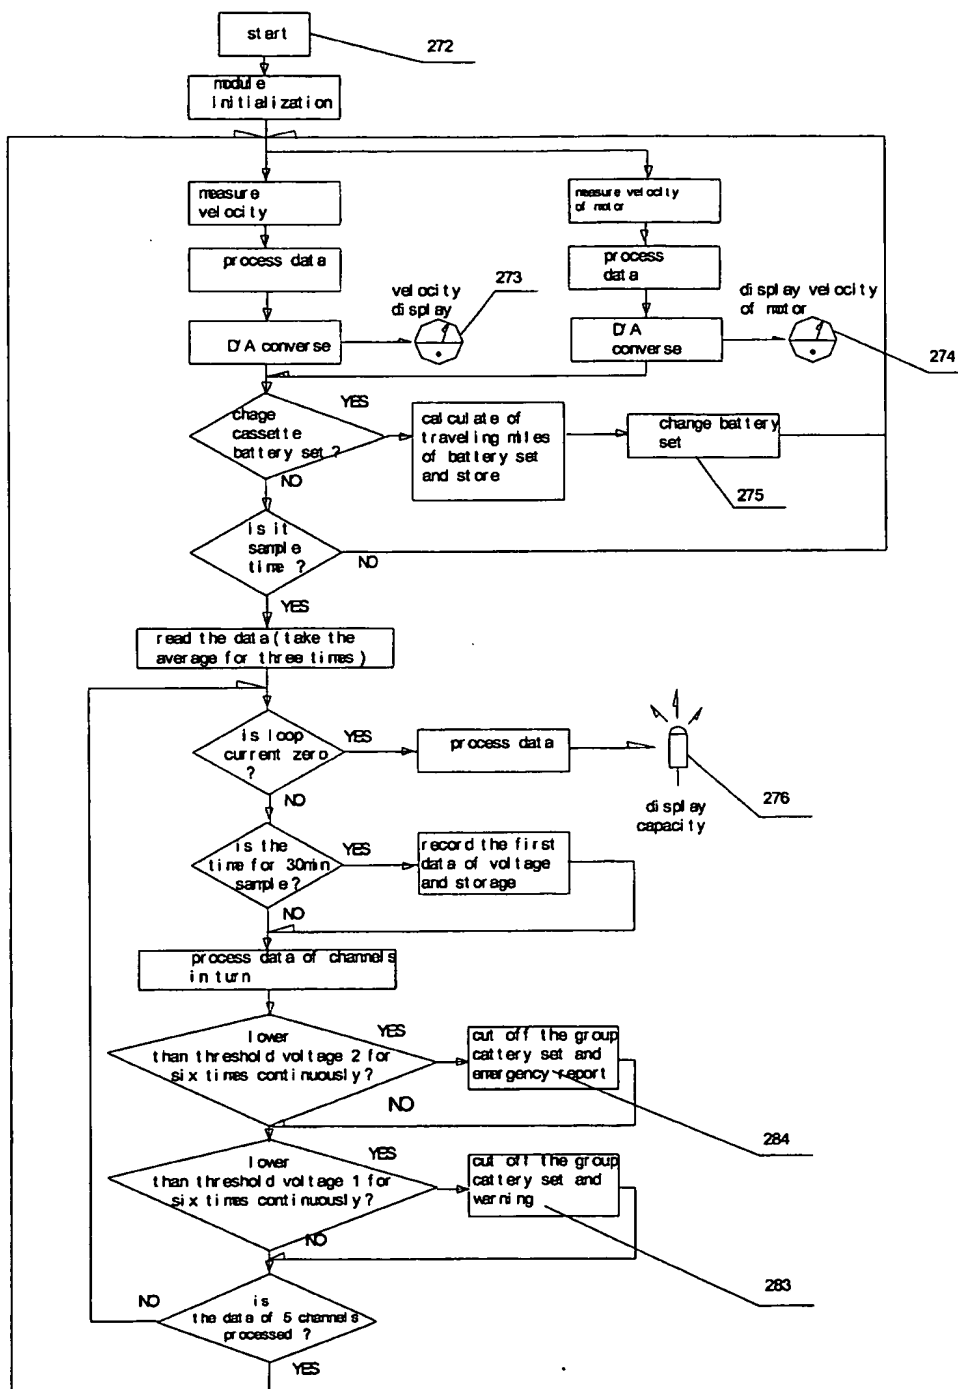 start
272
module
initialization
measure
velocity
measure velocity
of motor
process data
process
data
velocity
display
273
display velocity
of motor
D'A converse
D'A
converse
274
chage
cassette
battery set ?
YES
NO
calculate of
traveling miles
of battery set
and store
change battery
set
275
is it
sample
time ?
NO
YES
read the data(take the
average for three times)
is loop
current zero
?
YES
NO
process data
display
capacity
276
is the
time for 30min
sample?
YES
NO
record the first
data of voltage
and storage
process data of channels
in turn
lower
than threshold voltage 2 for
six times continuously?
YES
NO
cut off the group
cattery set and
emergency report
284
lower
than threshold voltage 1 for
six times continuously?
YES
NO
cut off the group
cattery set and
warning
283
is
the data of 5 channels
processed ?
NO
YES